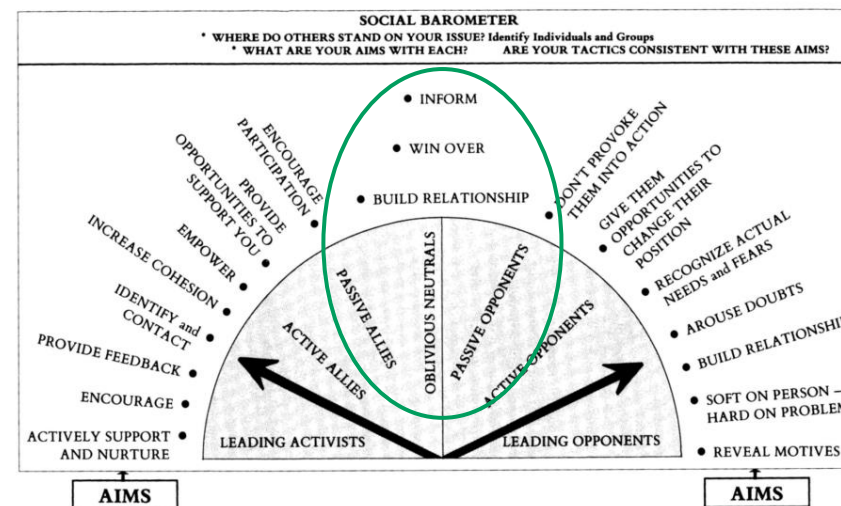 SOCIAL BAROMETER
* WHERE DO OTHERS STAND ON YOUR ISSUE? Identify Individuals and Groups
* WHAT ARE YOUR AIMS WITH EACH? ARE YOUR TACTICS CONSISTENT WITH THESE AIMS?
• INFORM
• WIN OVER
• BUILD RELATIONSHIP
ENCOURAGE
PARTICIPATION
PROVIDE
OPPORTUNITIES TO
SUPPORT YOU
EMPOWER
INCREASE COHESION
IDENTIFY and
CONTACT
PROVIDE FEEDBACK
ENCOURAGE
ACTIVELY SUPPORT
AND NURTURE
DON'T PROVOKE
THEM INTO ACTION
GIVE THEM
OPPORTUNITIES TO
CHANGE THEIR
POSITION
RECOGNIZE ACTUAL
NEEDS and FEARS
AROUSE DOUBTS
BUILD RELATIONSHIP
SOFT ON PERSON –
HARD ON PROBLEM
REVEAL MOTIVES
LEADING ACTIVISTS
ACTIVE ALLIES
PASSIVE ALLIES
OBLIVIOUS NEUTRALS
PASSIVE OPPONENTS
ACTIVE OPPONENTS
LEADING OPPONENTS
AIMS
AIMS